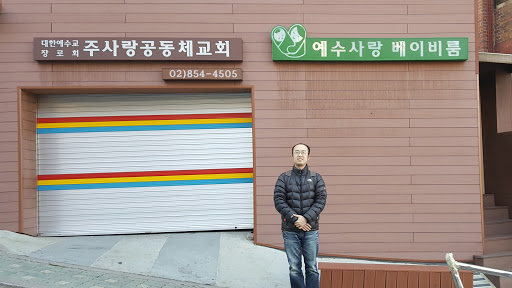 대한예수교
장로회
주사랑공동체교회
02)854-4505
예수사랑 베이비룸